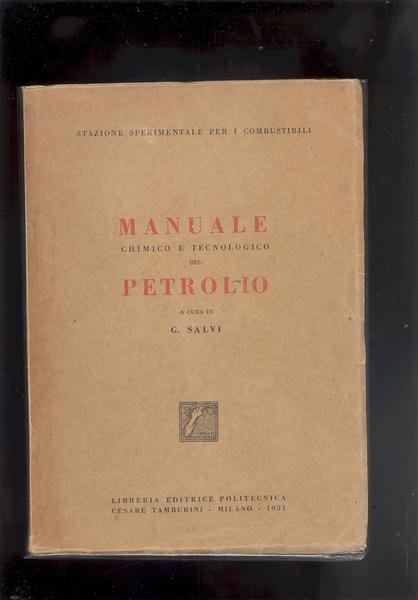 STAZIONE SPERIMENTALE PER I COMBUSTIBILI
MANUALE
CHIMICO E TECNOLOGICO
DEL
PETROLIO
A CURA DI
G. SALVI
LIBRERIA EDITRICE POLITECNICA
CESARE TAMBURINI - MILANO - 1951